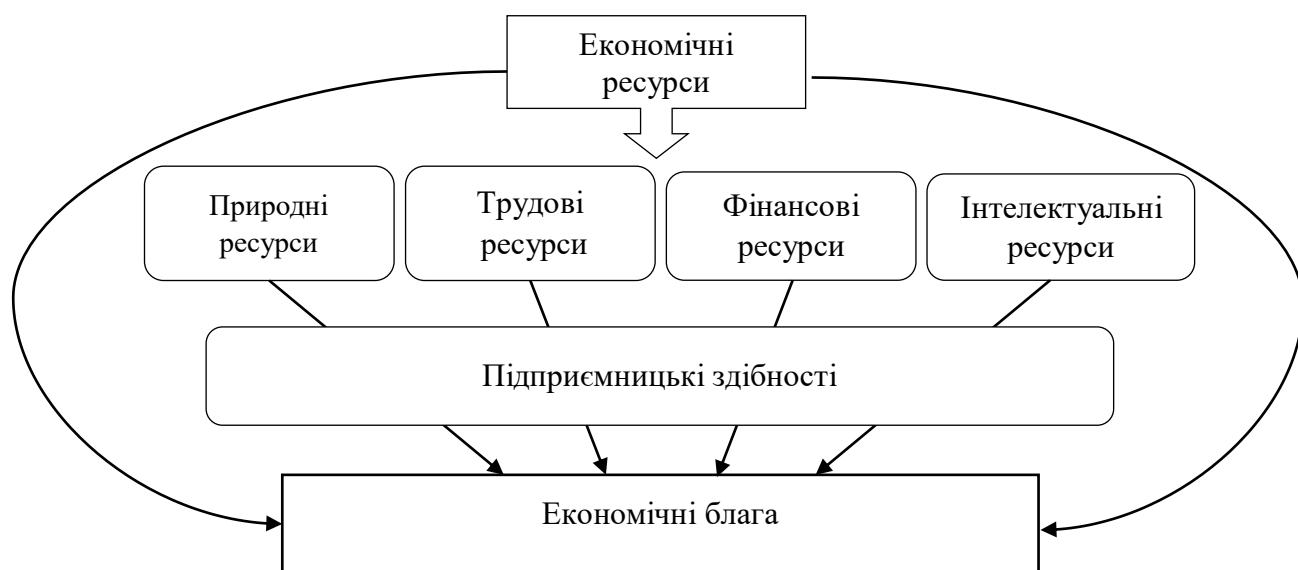 Економічні
ресурси
Природні
ресурси
Трудові
ресурси
Фінансові
ресурси
Інтелектуальні
ресурси
Підприємницькі здібності
Економічні блага